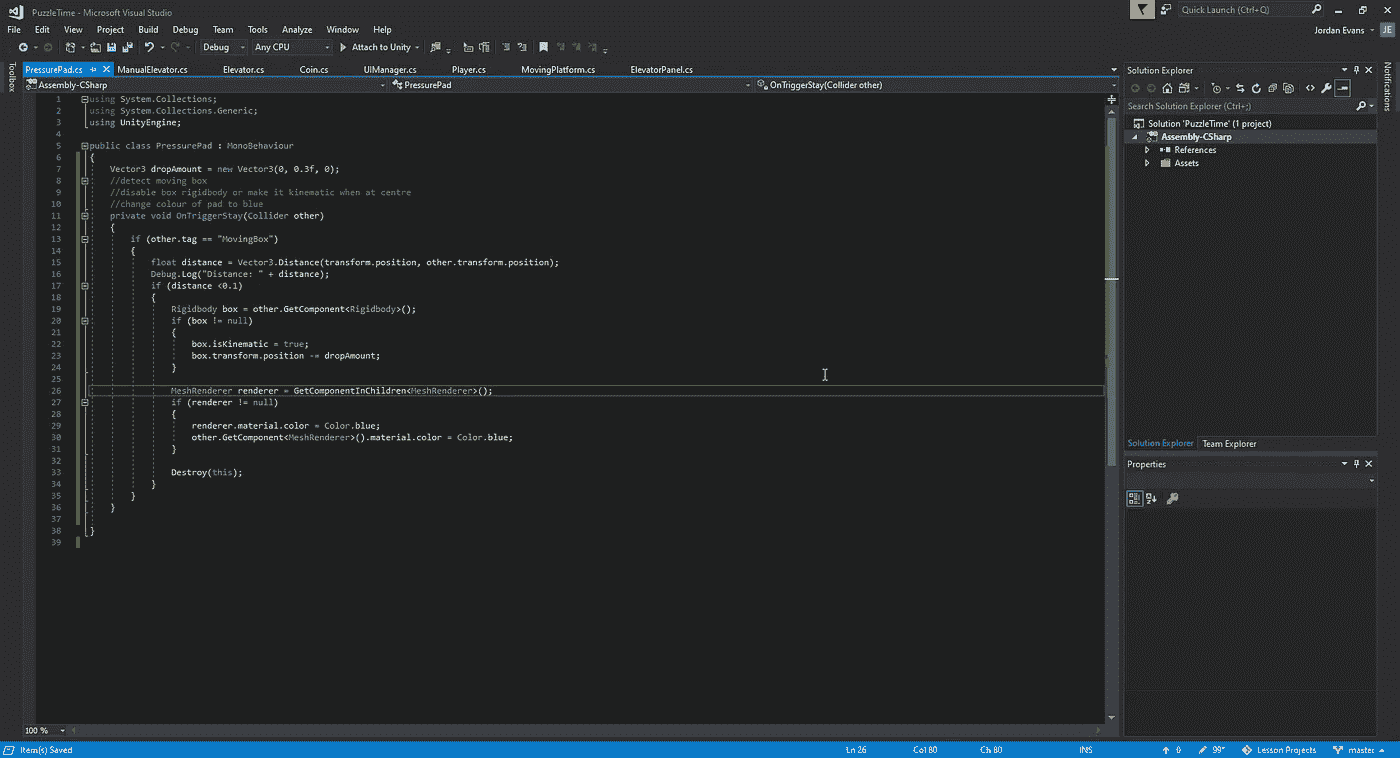 PuzzleTime - Microsoft Visual Studio
Quick Launch (Ctrl+Q)
File Edit View Project Build Debug Team Tools Analyze Window Help
Jordan Evans
JE
Debug Any CPU Attach to Unity
Toolbox
PressurePad.cs ManualElevator.cs Elevator.cs Coin.cs UIManager.cs Player.cs MovingPlatform.cs ElevatorPanel.cs
Assembly-CSharp PressurePad OnTriggerStay(Collider other)
1 using System.Collections;
2 using System.Collections.Generic;
3 using UnityEngine;
4
5 public class PressurePad : MonoBehaviour
6 {
7 Vector3 dropAmount = new Vector3(0, 0.3f, 0);
8 //detect moving box
9 //disable box rigidbody or make it kinematic when at centre
10 //change colour of pad to blue
11 private void OnTriggerStay(Collider other)
12 {
13 if (other.tag == "MovingBox")
14 {
15 float distance = Vector3.Distance(transform.position, other.transform.position);
16 Debug.Log("Distance: " + distance);
17 if (distance <0.1)
18 {
19 Rigidbody box = other.GetComponent<Rigidbody>();
20 if (box != null)
21 {
22 box.isKinematic = true;
23 box.transform.position -= dropAmount;
24 }
25
26 MeshRenderer renderer = GetComponentInChildren<MeshRenderer>();
27 if (renderer != null)
28 {
29 renderer.material.color = Color.blue;
30 other.GetComponent<MeshRenderer>().material.color = Color.blue;
31 }
32
33 Destroy(this);
34 }
35 }
36 }
37
38 }
39
100 %
Solution Explorer
Search Solution Explorer (Ctrl+;)
Solution 'PuzzleTime' (1 project)
Assembly-CSharp
References
Assets
Solution Explorer Team Explorer
Properties
Notifications
Item(s) Saved Ln 26 Col 80 Ch 80 INS 0 99* Lesson Projects master